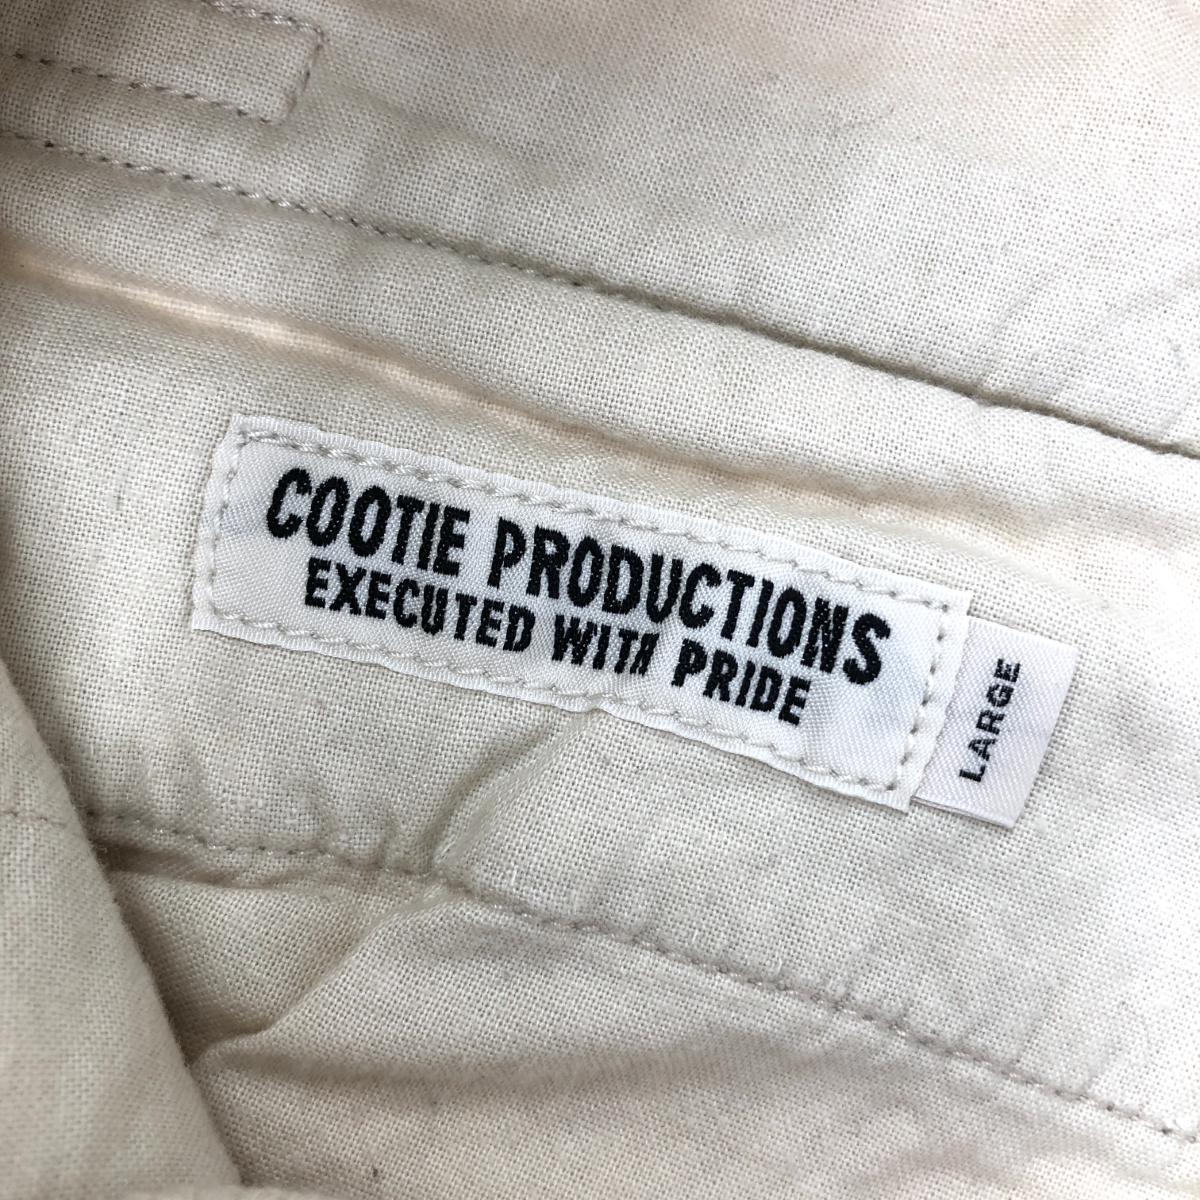 COOTIE PRODUCTIONS
EXECUTED WITH PRIDE
LARGE